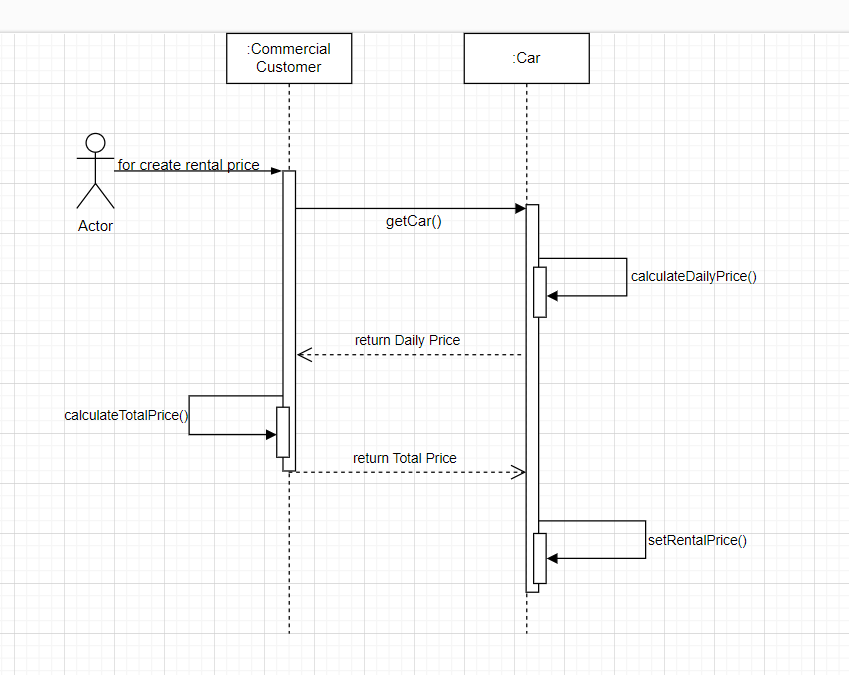 :Commercial
Customer
:Car
for create rental price
Actor
getCar()
calculateDailyPrice()
return Daily Price
calculateTotalPrice()
return Total Price
setRentalPrice()